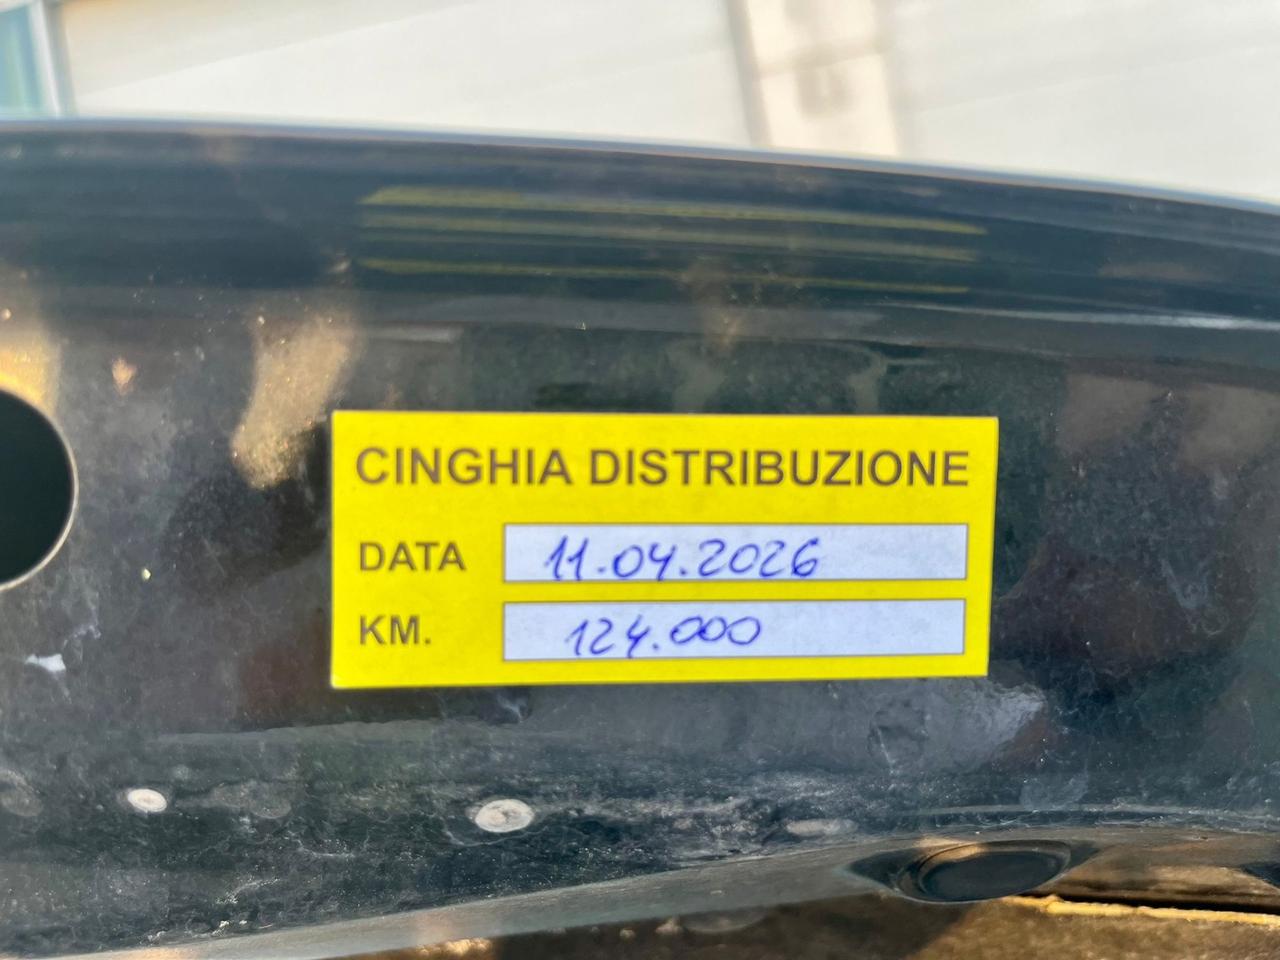 CINGHIA DISTRIBUZIONE
DATA 11.04.2026
KM. 124.000